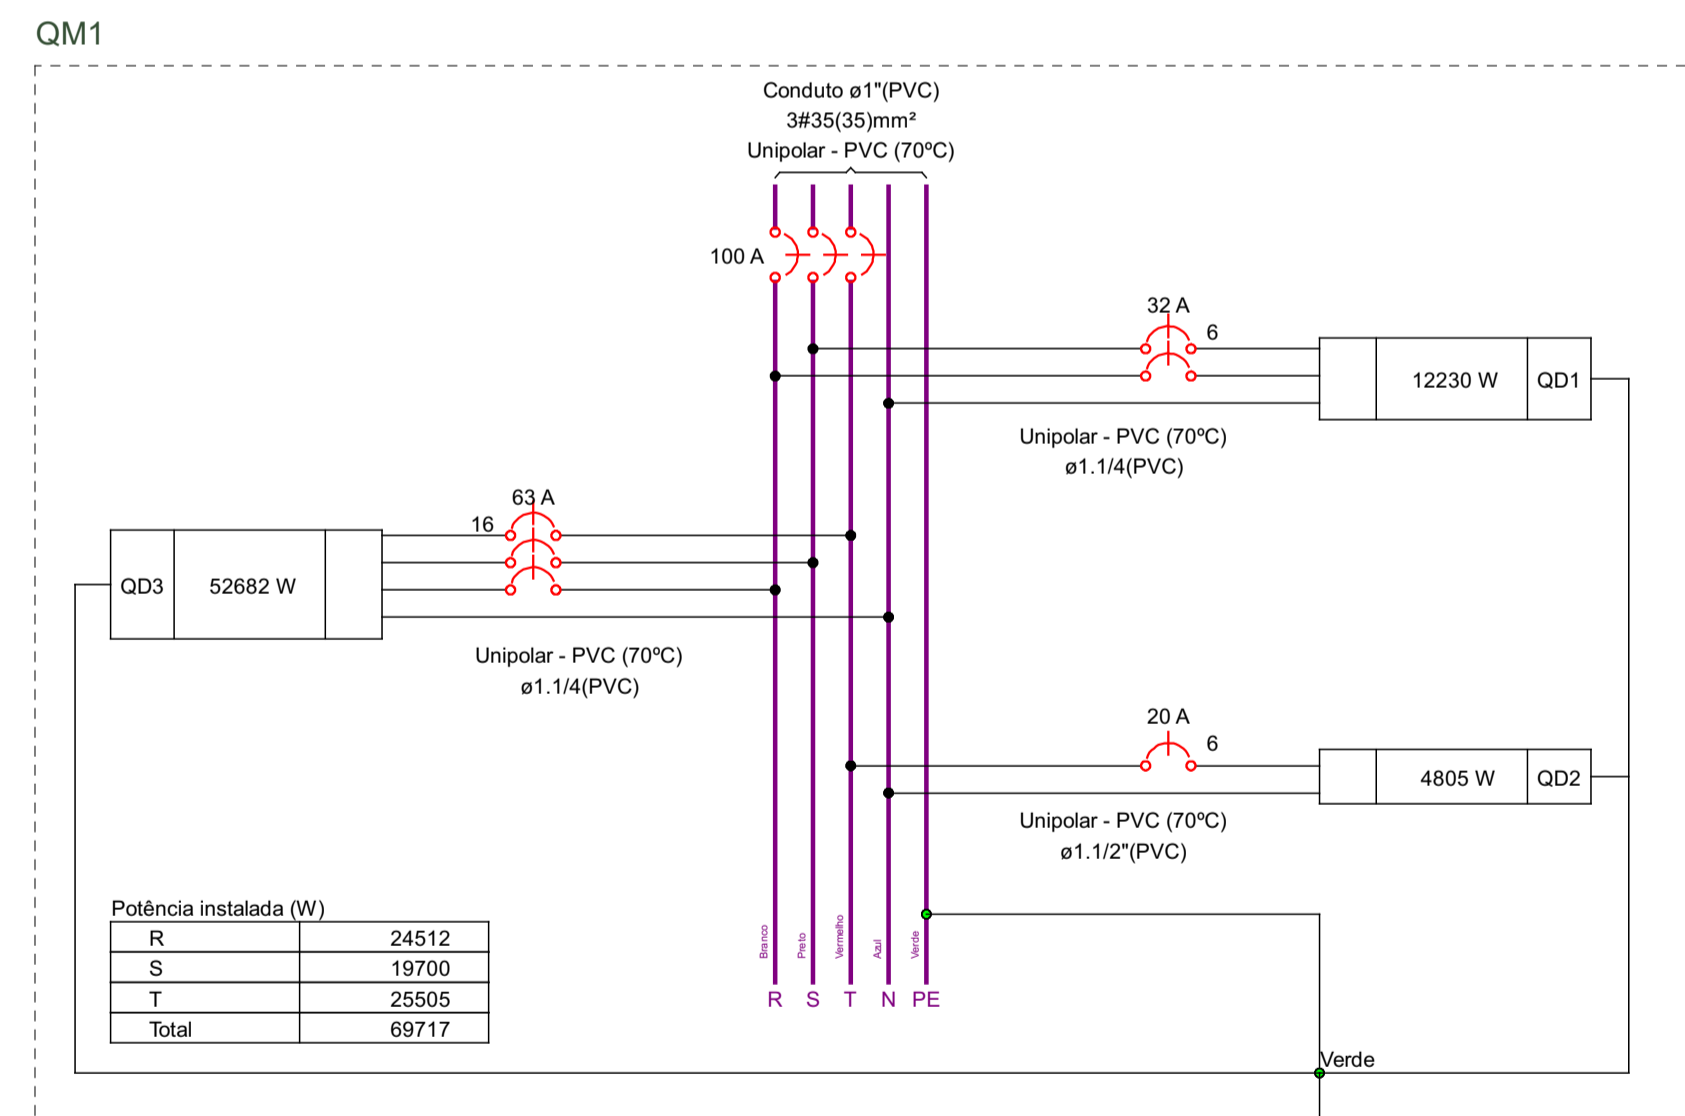 QM1
Conduto ø1"(PVC)
3#35(35)mm²
Unipolar - PVC (70ºC)
100 A
32 A
6
12230 W
QD1
Unipolar - PVC (70ºC)
ø1.1/4(PVC)
63 A
16
QD3
52682 W
Unipolar - PVC (70ºC)
ø1.1/4(PVC)
20 A
6
4805 W
QD2
Unipolar - PVC (70ºC)
ø1.1/2"(PVC)
Potência instalada (W)
R 24512
S 19700
T 25505
Total 69717
Branco
Preto
Vermelho
Azul
Verde
R S T N PE
Verde